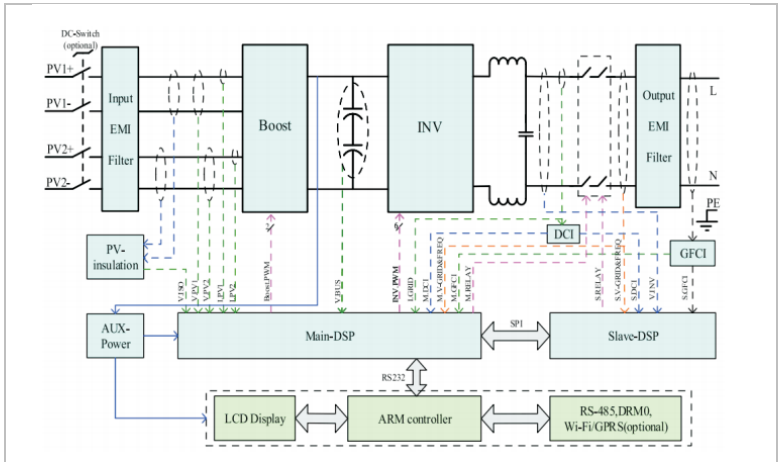 DC-Switch
(optional)
PV1+
PV1-
PV2+
PV2-
Input
EMI
Filter
Boost
INV
Output
EMI
Filter
L
N
PE
DCI
GFCI
PV-
insulation
V.ISO
V.PV1
V.PV2
I.PV1
I.PV2
Boost.PWM
V.BUS
INV.PWM
I.GRID
M.DCI
M.V-GRID&FREQ
M.GFCI
M.RELAY
S.RELAY
S.V-GRID&FREQ
S.DCI
V.INV
S.GFCI
AUX-
Power
Main-DSP
SPI
Slave-DSP
RS232
LCD Display
ARM controller
RS-485,DRM0,
Wi-Fi/GPRS(optional)